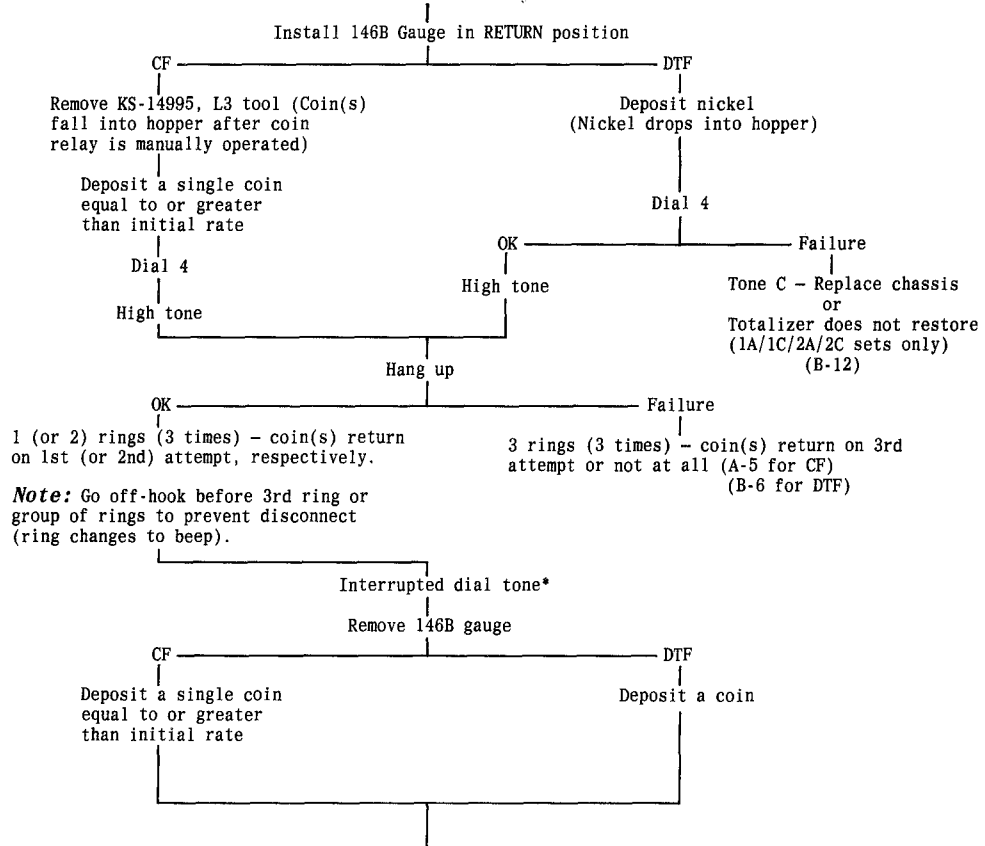 Install 146B Gauge in RETURN position
CF
DTF
Remove KS-14995, L3 tool (Coin(s)
fall into hopper after coin
relay is manually operated)
Deposit nickel
(Nickel drops into hopper)
Deposit a single coin
equal to or greater
than initial rate
Dial 4
Dial 4
OK
Failure
High tone
High tone
Tone C — Replace chassis
or
Totalizer does not restore
(1A/1C/2A/2C sets only)
(B-12)
Hang up
OK
Failure
1 (or 2) rings (3 times) — coin(s) return
on 1st (or 2nd) attempt, respectively.
3 rings (3 times) — coin(s) return on 3rd
attempt or not at all (A-5 for CF)
(B-6 for DTF)
Note: Go off-hook before 3rd ring or
group of rings to prevent disconnect
(ring changes to beep).
Interrupted dial tone*
Remove 146B gauge
CF
DTF
Deposit a single coin
equal to or greater
than initial rate
Deposit a coin